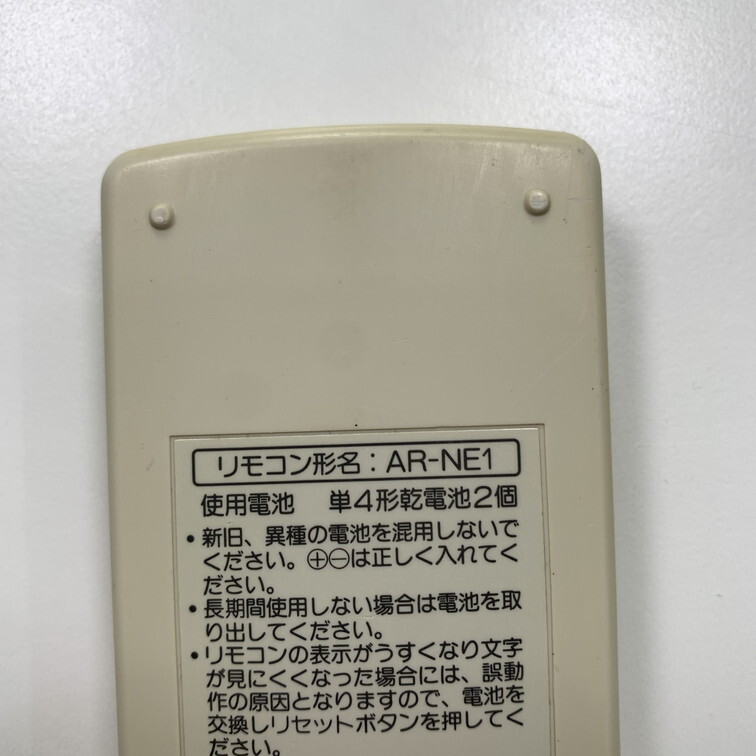 リモコン形名：AR-NE1
使用電池　単4形乾電池2個
•新旧、異種の電池を混用しないで
ください。⊕⊖は正しく入れてく
ださい。
•長期間使用しない場合は電池を取
り出してください。
•リモコンの表示がうすくなり文字
が見にくくなった場合には、誤動
作の原因となりますので、電池を
交換しリセットボタンを押してく
ださい。